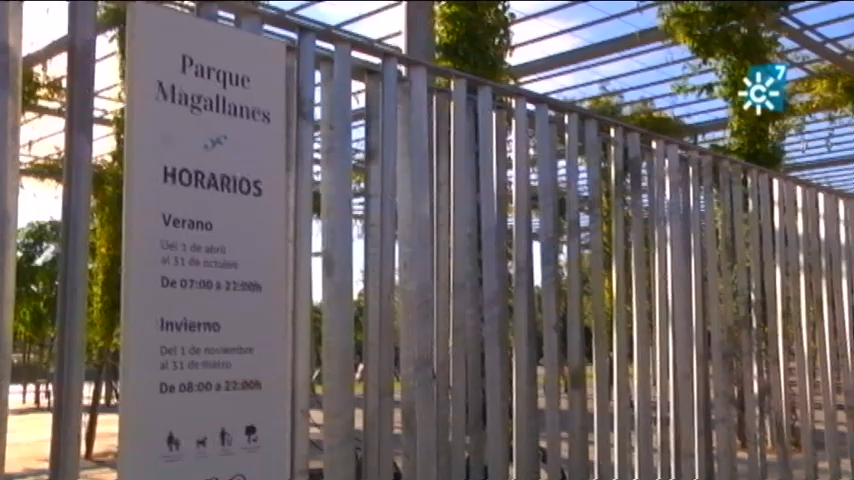 Parque
Magallanes
HORARIOS
Verano
Del 1 de abril
al 31 de octubre
De 07:00 a 22:00h
Invierno
Del 1 de noviembre
al 31 de marzo
De 08:00 a 22:00h
7